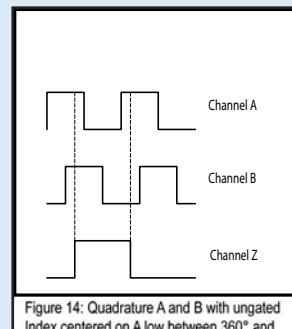 Channel A
Channel B
Channel Z
Figure 14: Quadrature A and B with ungated
Index centered on A low between 360° and